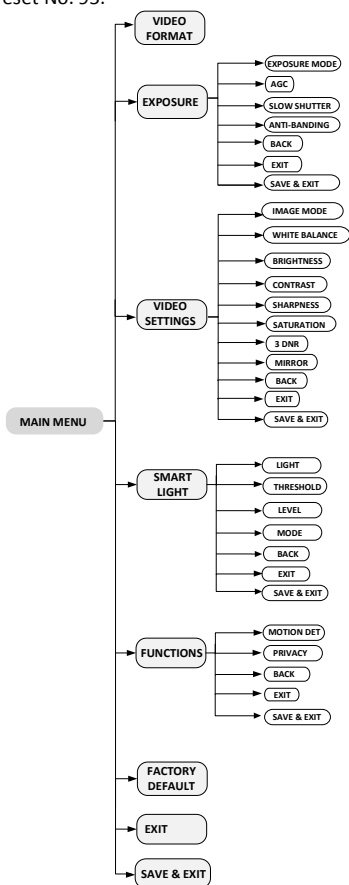 VIDEO
FORMAT
EXPOSURE
EXPOSURE MODE
AGC
SLOW SHUTTER
ANTI-BANDING
BACK
EXIT
SAVE & EXIT
VIDEO
SETTINGS
IMAGE MODE
WHITE BALANCE
BRIGHTNESS
CONTRAST
SHARPNESS
SATURATION
3 DNR
MIRROR
BACK
EXIT
SAVE & EXIT
MAIN MENU
SMART
LIGHT
LIGHT
THRESHOLD
LEVEL
MODE
BACK
EXIT
SAVE & EXIT
FUNCTIONS
MOTION DET
PRIVACY
BACK
EXIT
SAVE & EXIT
FACTORY
DEFAULT
EXIT
SAVE & EXIT